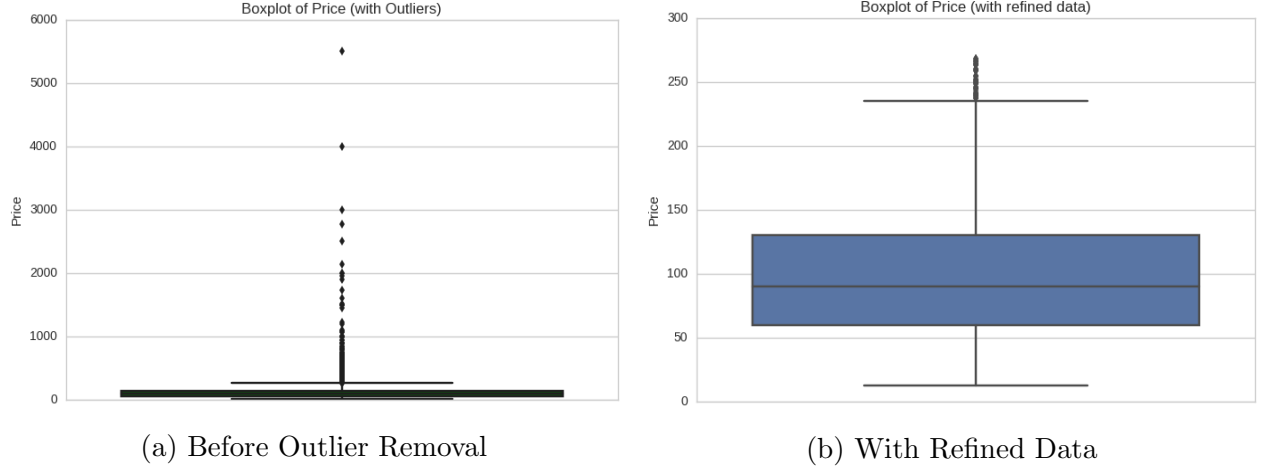 Boxplot of Price (with Outliers)
6000
5000
4000
3000
2000
1000
0
Price
(a) Before Outlier Removal
Boxplot of Price (with refined data)
300
250
200
150
100
50
0
Price
(b) With Refined Data